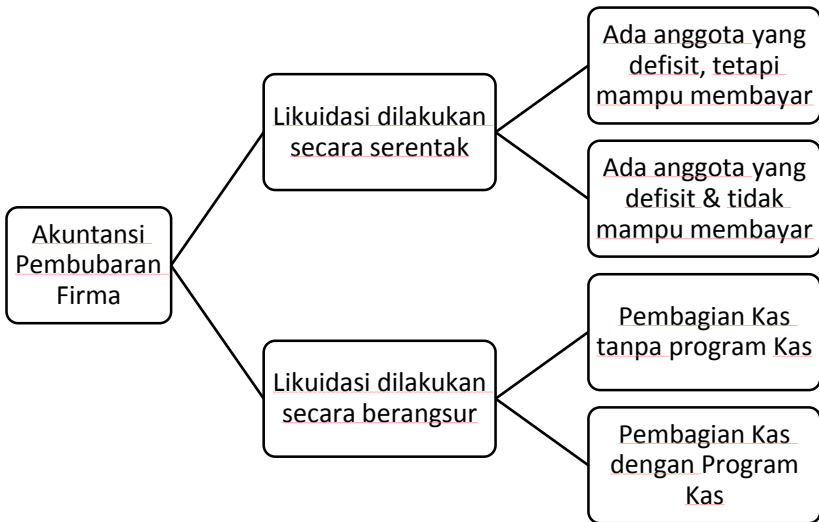 Akuntansi
Pembubaran
Firma
Likuidasi dilakukan
secara serentak
Ada anggota yang
defisit, tetapi
mampu membayar
Ada anggota yang
defisit & tidak
mampu membayar
Likuidasi dilakukan
secara berangsur
Pembagian Kas
tanpa program Kas
Pembagian Kas
dengan Program
Kas